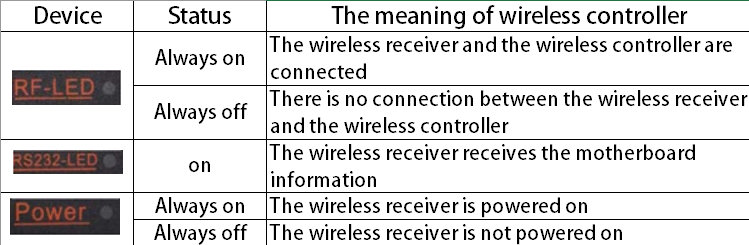 Device Status The meaning of wireless controller
RF-LED
Always on The wireless receiver and the wireless controller are
connected
Always off There is no connection between the wireless receiver
and the wireless controller
RS232-LED on The wireless receiver receives the motherboard
information
Power
Always on The wireless receiver is powered on
Always off The wireless receiver is not powered on